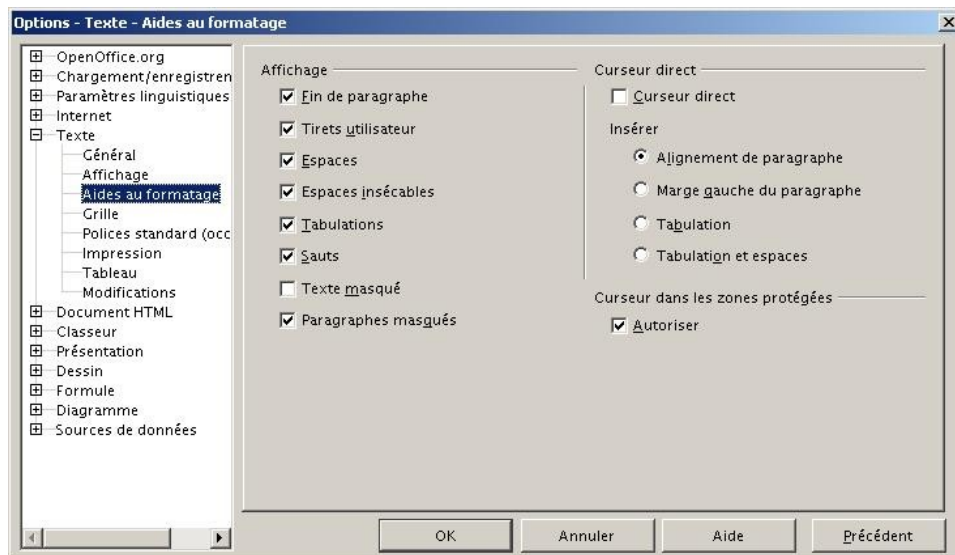 Options - Texte - Aides au formatage
OpenOffice.org
Chargement/enregistren
Paramètres linguistiques
Internet
Texte
Général
Affichage
Aides au formatage
Grille
Polices standard (occ
Impression
Tableau
Modifications
Document HTML
Classeur
Présentation
Dessin
Formule
Diagramme
Sources de données
Affichage
Fin de paragraphe
Tirets utilisateur
Espaces
Espaces insécables
Tabulations
Sauts
Texte masqué
Paragraphes masqués
Curseur direct
Curseur direct
Insérer
Alignement de paragraphe
Marge gauche du paragraphe
Tabulation
Tabulation et espaces
Curseur dans les zones protégées
Autoriser
OK
Annuler
Aide
Précédent